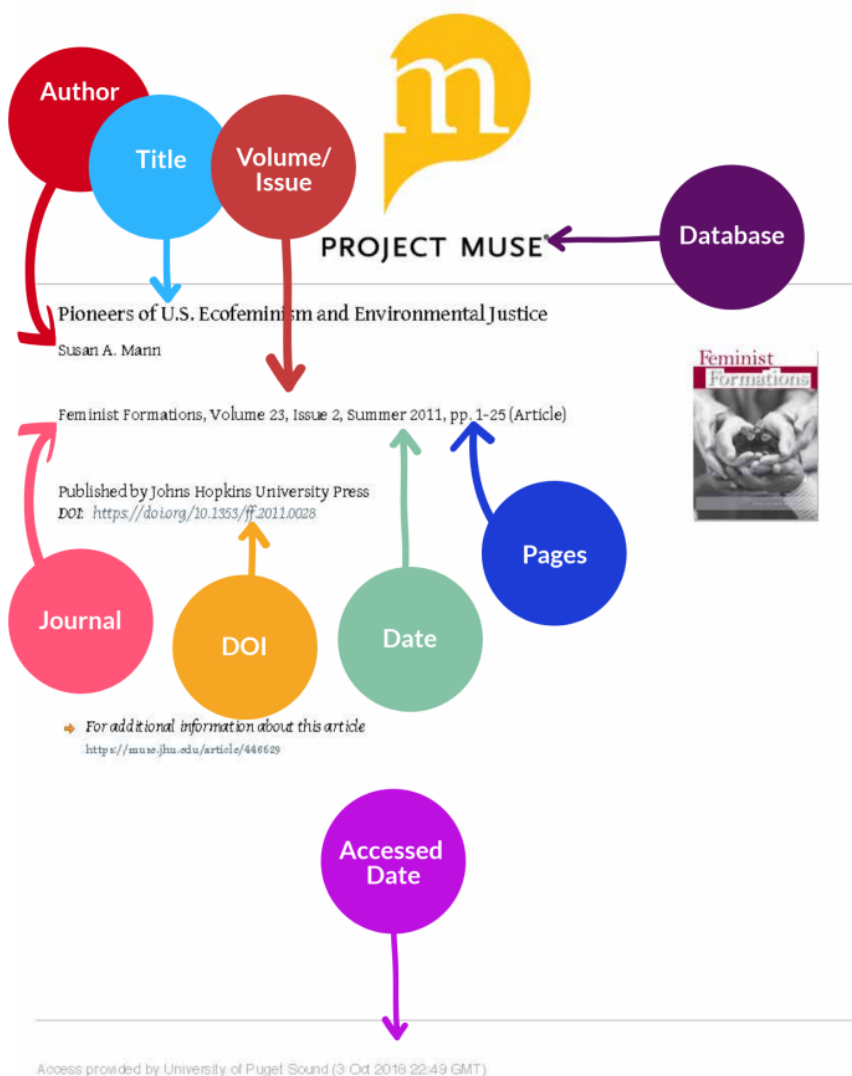 m
Author
Title
Volume/
Issue
PROJECT MUSE®
Database
Pioneers of U.S. Ecofeminism and Environmental Justice
Susan A. Mann
Feminist
Formations
Feminist Formations, Volume 23, Issue 2, Summer 2011, pp. 1-25 (Article)
Published by Johns Hopkins University Press
DOI: https://doi.org/10.1353/ff.2011.0028
Pages
Journal
DOI
Date
For additional information about this article
https://muse.jhu.edu/article/448629
Accessed
Date
Access provided by University of Puget Sound (3 Oct 2018 22:49 GMT)